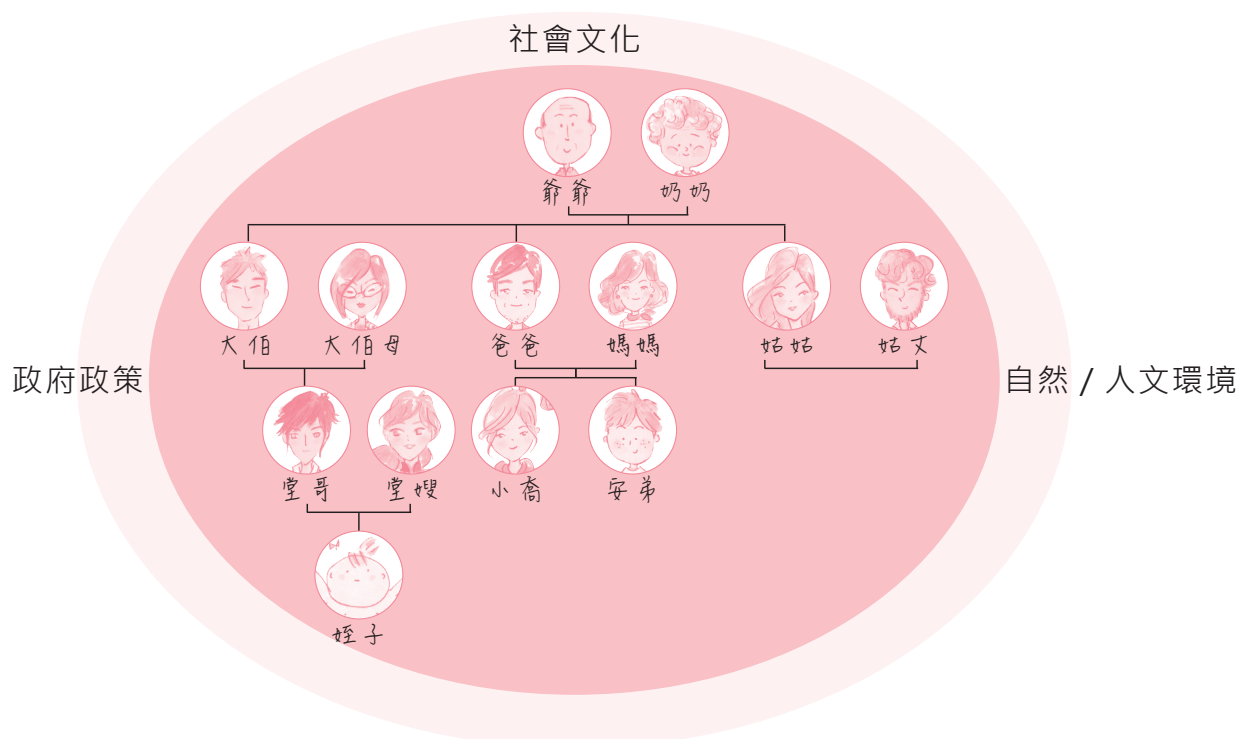 社會文化
爺爺
奶奶
大伯
大伯母
爸爸
媽媽
姑姑
姑丈
政府政策
自然 / 人文環境
堂哥
堂嫂
小喬
安弟
姪子